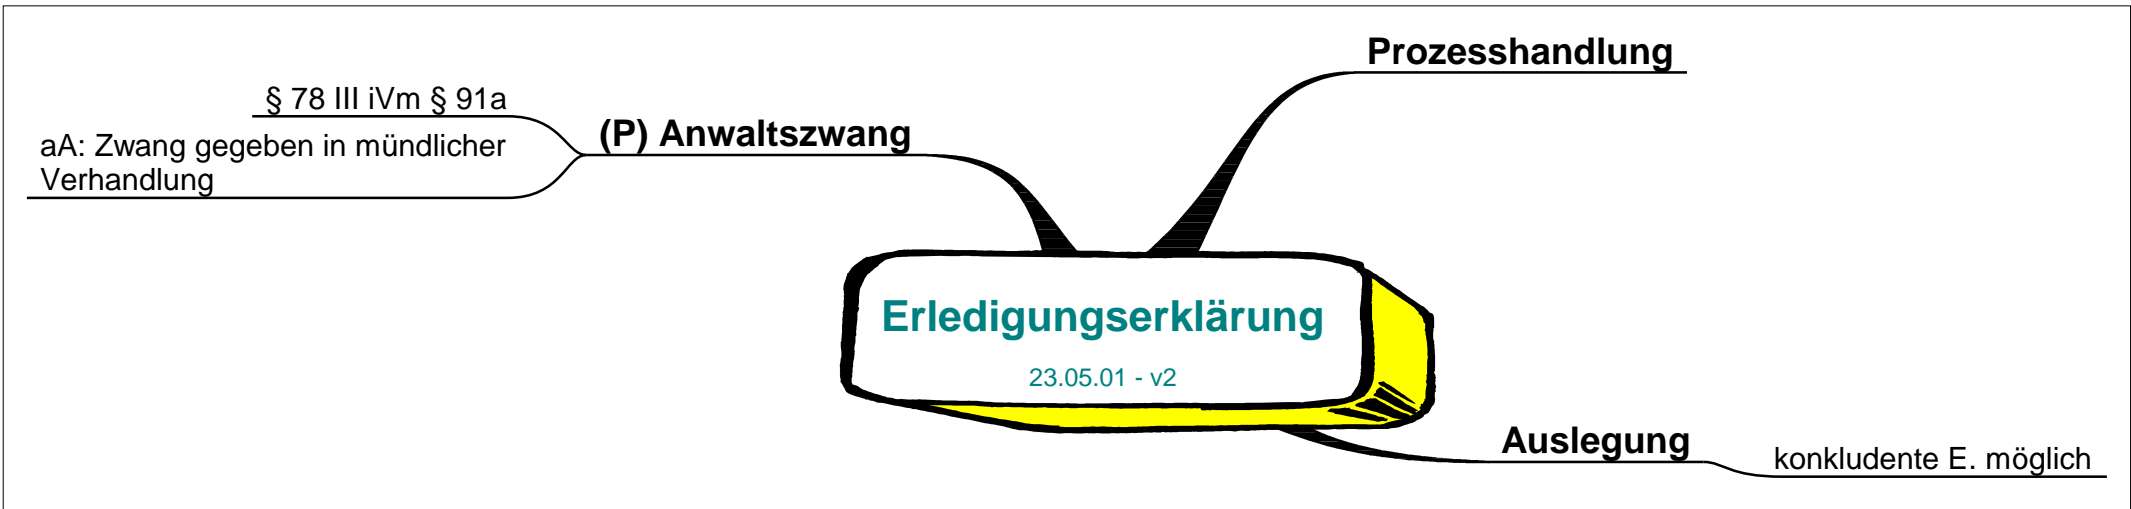 Prozesshandlung
§ 78 III iVm § 91a
(P) Anwaltszwang
aA: Zwang gegeben in mündlicher
Verhandlung
Erledigungserklärung
23.05.01 - v2
Auslegung
konkludente E. möglich